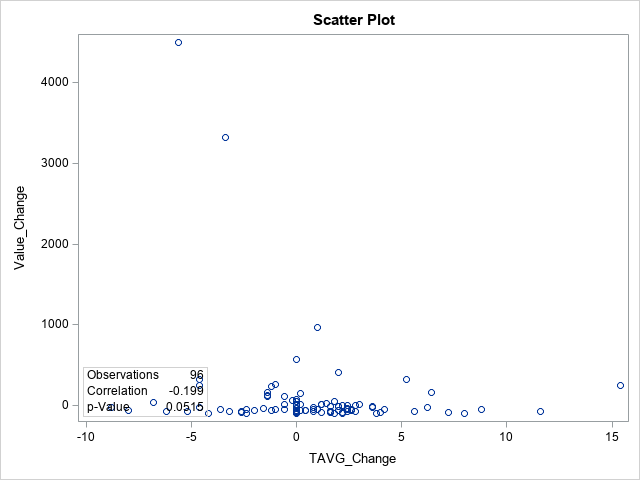 Scatter Plot
4000
3000
2000
1000
0
Value_Change
Observations 96
Correlation -0.199
p-Value 0.0515
-10 -5 0 5 10 15
TAVG_Change